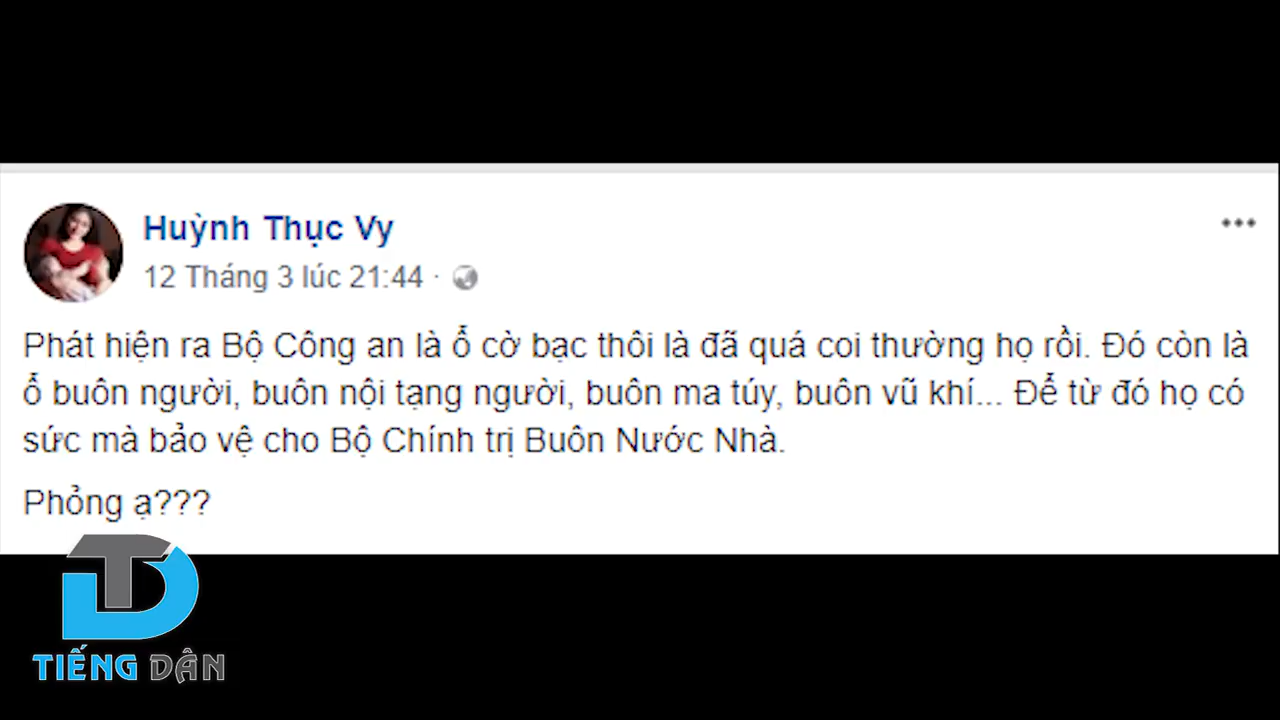 Huỳnh Thục Vy
12 Tháng 3 lúc 21:44 ·
Phát hiện ra Bộ Công an là ổ cờ bạc thôi là đã quá coi thường họ rồi. Đó còn là
ổ buôn người, buôn nội tạng người, buôn ma túy, buôn vũ khí... Để từ đó họ có
sức mà bảo vệ cho Bộ Chính trị Buôn Nước Nhà.
Phỏng ạ???
TD
TIẾNG DÂN